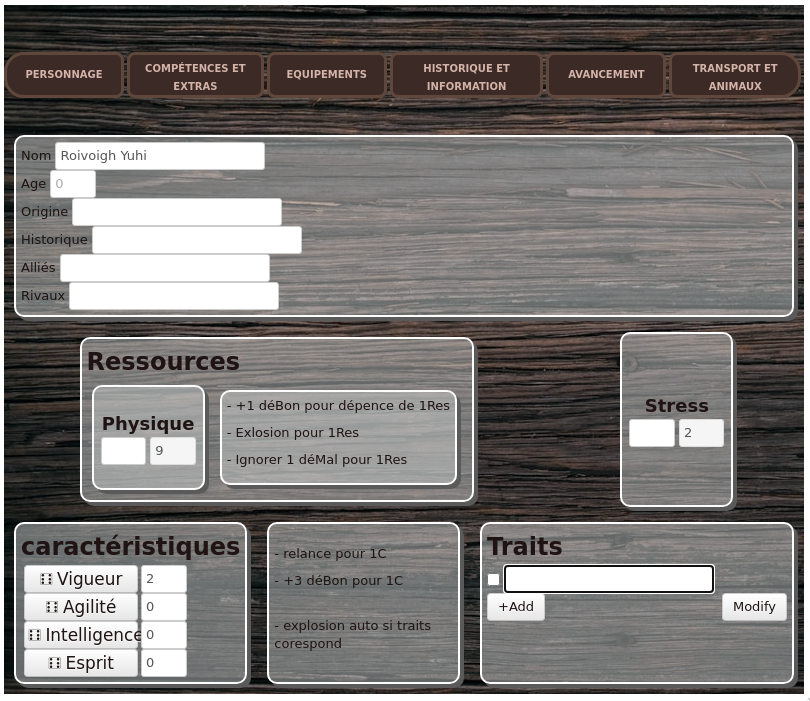 PERSONNAGE
COMPÉTENCES ET EXTRAS
EQUIPEMENTS
HISTORIQUE ET INFORMATION
AVANCEMENT
TRANSPORT ET ANIMAUX
Nom Roivoigh Yuhi
Age 0
Origine
Historique
Alliés
Rivaux
Ressources
Physique
9
- +1 déBon pour dépence de 1Res
- Exlosion pour 1Res
- Ignorer 1 déMal pour 1Res
Stress
2
caractéristiques
Vigueur 2
Agilité 0
Intelligence 0
Esprit 0
- relance pour 1C
- +3 déBon pour 1C
- explosion auto si traits
corespond
Traits
+Add
Modify